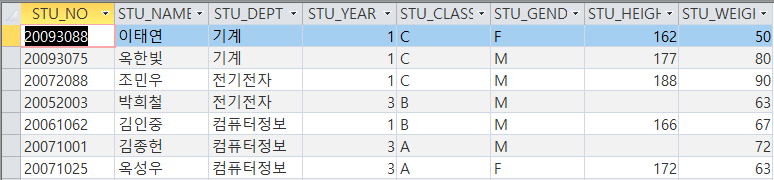 STU_NO STU_NAME STU_DEPT STU_YEAR STU_CLASS STU_GEND STU_HEIGH STU_WEIGI
20093088 이태연 기계 1 C F 162 50
20093075 옥한빛 기계 1 C M 177 80
20072088 조민우 전기전자 1 C M 188 90
20052003 박희철 전기전자 3 B M 63
20061062 김인중 컴퓨터정보 1 B M 166 67
20071001 김종헌 컴퓨터정보 3 A M 72
20071025 옥성우 컴퓨터정보 3 A F 172 63